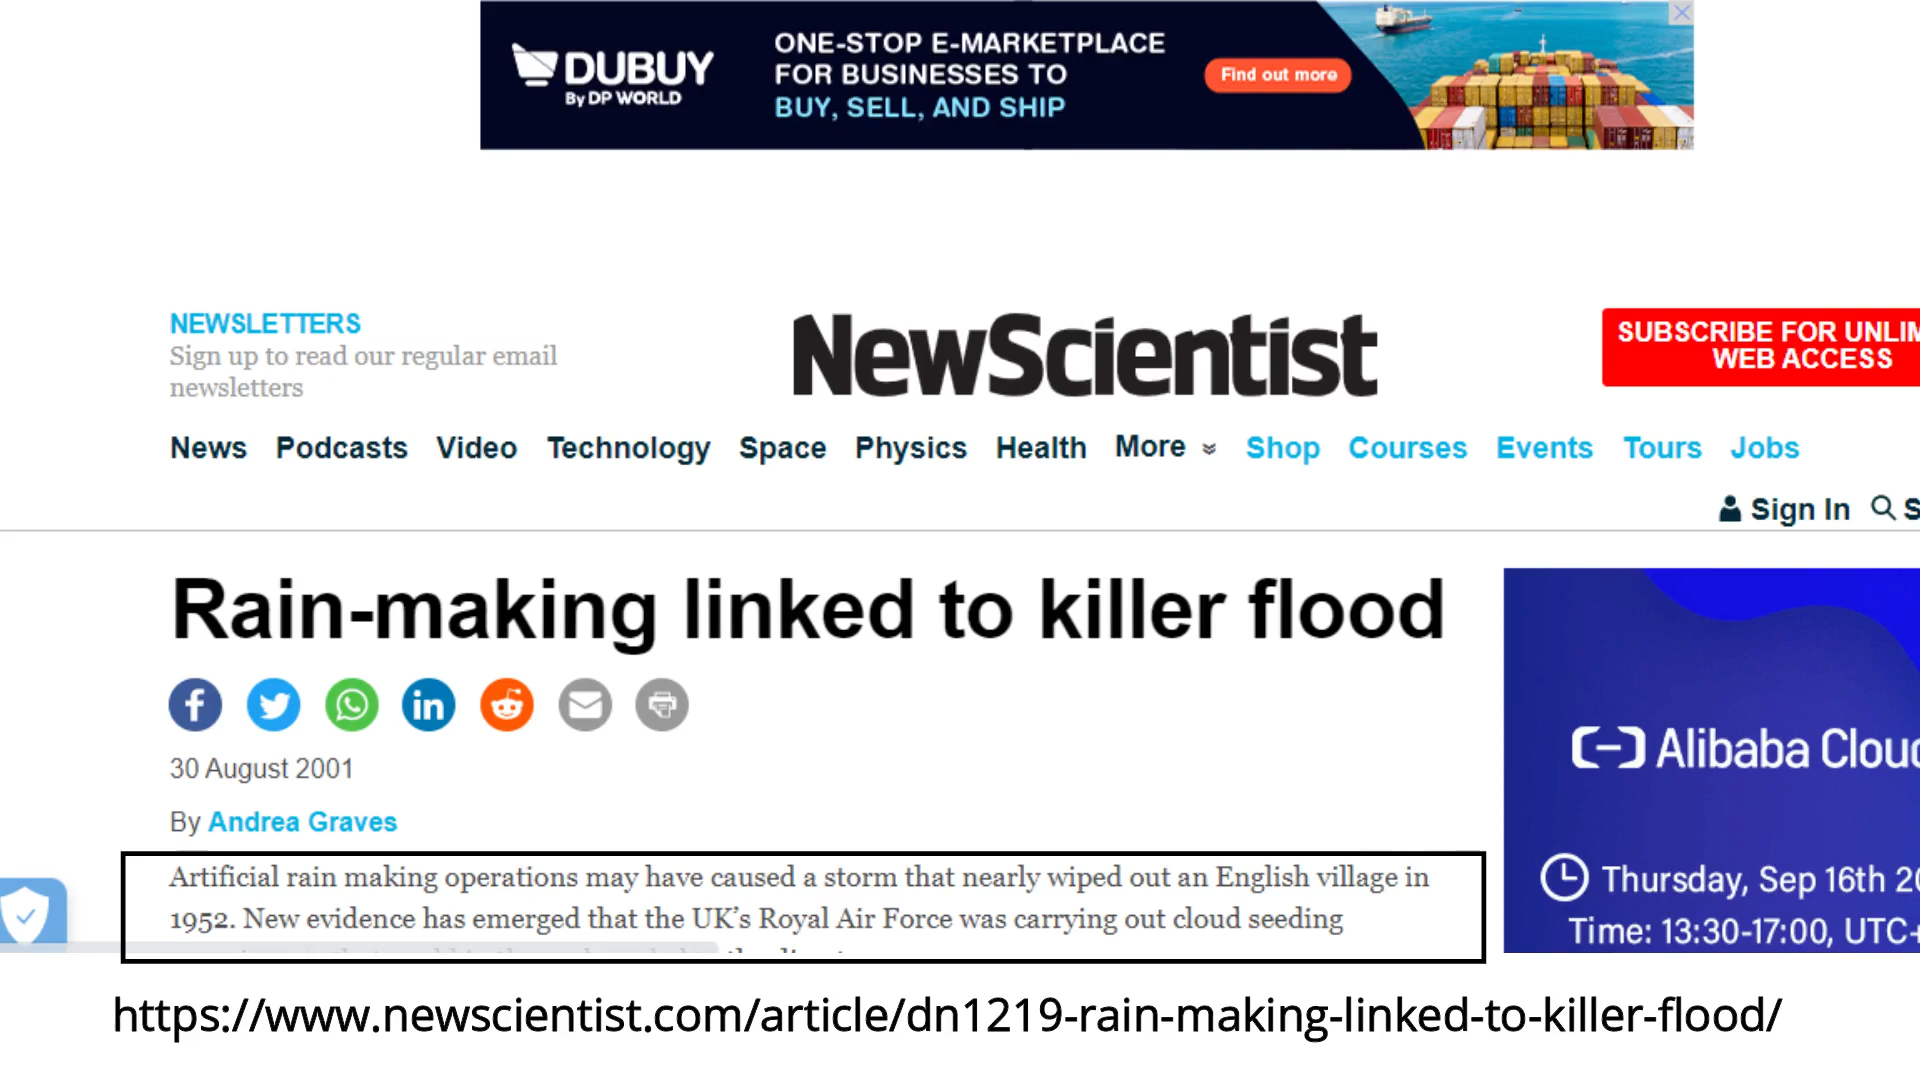 DUBUY
By DP WORLD
ONE-STOP E-MARKETPLACE
FOR BUSINESSES TO
BUY, SELL, AND SHIP
Find out more
NEWSLETTERS
Sign up to read our regular email
newsletters
NewScientist
SUBSCRIBE FOR UNLIM
WEB ACCESS
News Podcasts Video Technology Space Physics Health More Shop Courses Events Tours Jobs
Sign In S
Rain-making linked to killer flood
30 August 2001
By Andrea Graves
Artificial rain making operations may have caused a storm that nearly wiped out an English village in
1952. New evidence has emerged that the UK’s Royal Air Force was carrying out cloud seeding
Alibaba Clou
Thursday, Sep 16th 20
Time: 13:30-17:00, UTC+
https://www.newscientist.com/article/dn1219-rain-making-linked-to-killer-flood/